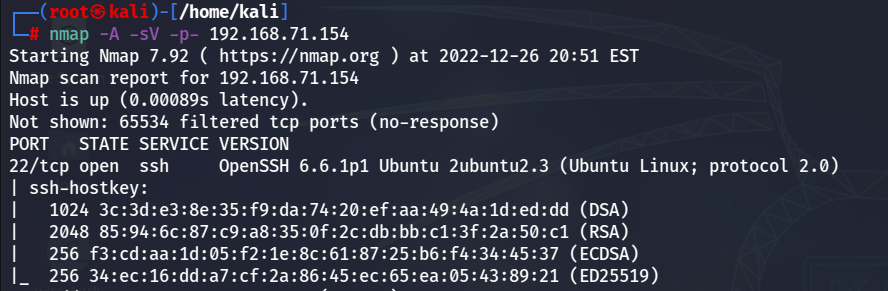 (root㉿kali)-[/home/kali]
# nmap -A -sV -p- 192.168.71.154
Starting Nmap 7.92 ( https://nmap.org ) at 2022-12-26 20:51 EST
Nmap scan report for 192.168.71.154
Host is up (0.00089s latency).
Not shown: 65534 filtered tcp ports (no-response)
PORT   STATE SERVICE VERSION
22/tcp open  ssh     OpenSSH 6.6.1p1 Ubuntu 2ubuntu2.3 (Ubuntu Linux; protocol 2.0)
| ssh-hostkey:
|   1024 3c:3d:e3:8e:35:f9:da:74:20:ef:aa:49:4a:1d:ed:dd (DSA)
|   2048 85:94:6c:87:c9:a8:35:0f:2c:db:bb:c1:3f:2a:50:c1 (RSA)
|   256 f3:cd:aa:1d:05:f2:1e:8c:61:87:25:b6:f4:34:45:37 (ECDSA)
|_  256 34:ec:16:dd:a7:cf:2a:86:45:ec:65:ea:05:43:89:21 (ED25519)